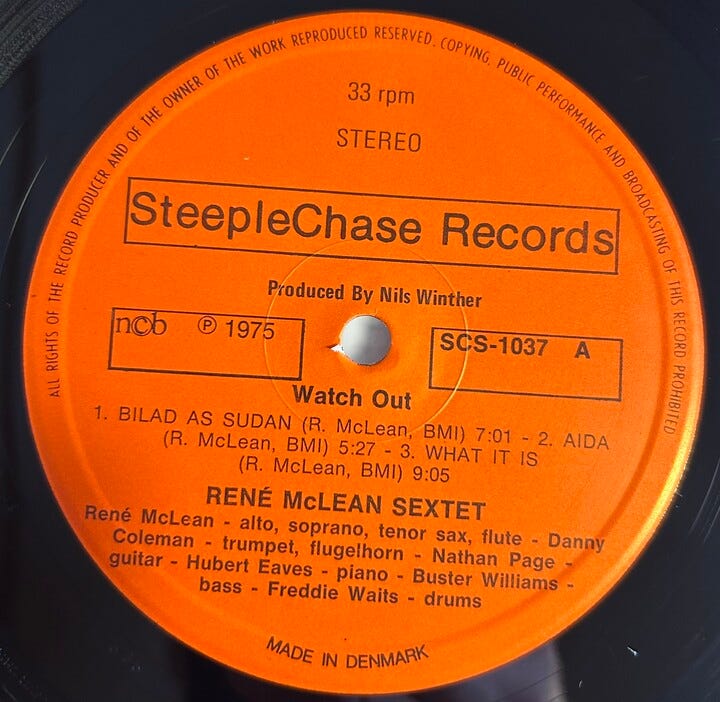 ALL RIGHTS OF THE RECORD PRODUCER AND OF THE OWNER OF THE WORK REPRODUCED RESERVED. COPYING, PUBLIC PERFORMANCE AND BROADCASTING OF THIS RECORD PROHIBITED
33 rpm
STEREO
SteepleChase Records
Produced By Nils Winther
ncb ℗ 1975
SCS-1037 A
Watch Out
1. BILAD AS SUDAN (R. McLean, BMI) 7:01 - 2. AIDA
(R. McLean, BMI) 5:27 - 3. WHAT IT IS
(R. McLean, BMI) 9:05
RENÉ McLEAN SEXTET
René McLean - alto, soprano, tenor sax, flute - Danny
Coleman - trumpet, flugelhorn - Nathan Page -
guitar - Hubert Eaves - piano - Buster Williams -
bass - Freddie Waits - drums
MADE IN DENMARK